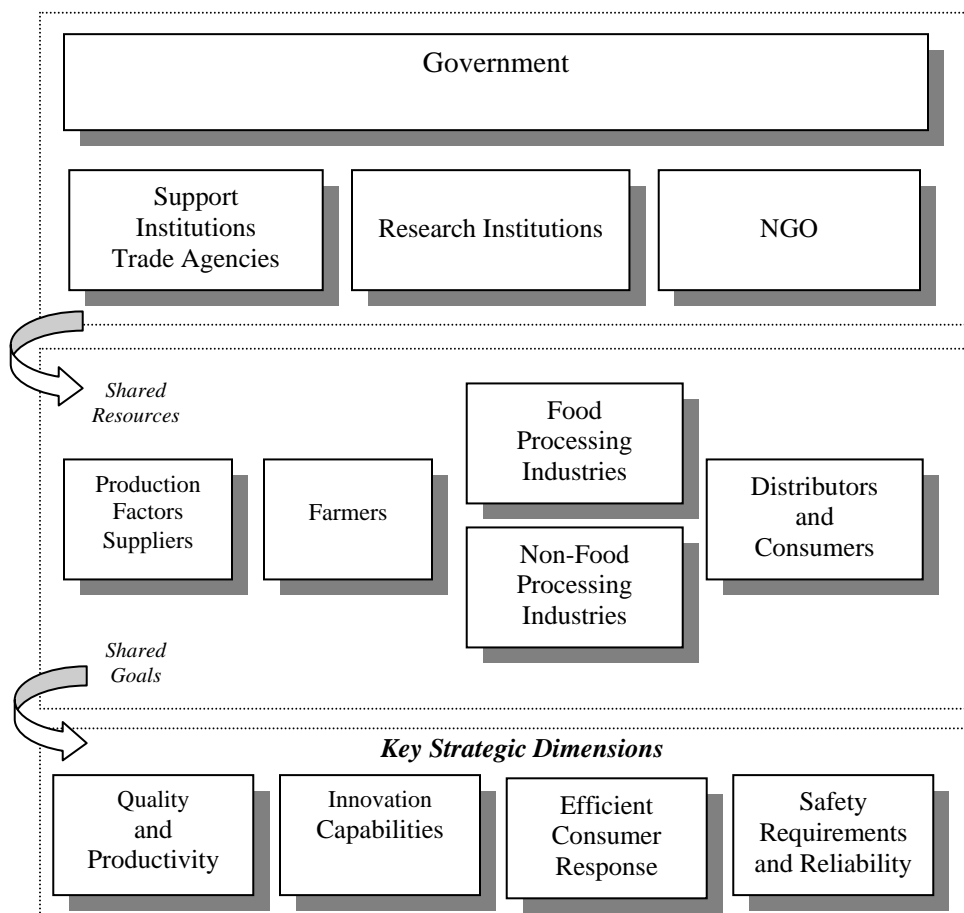 Government
Support
Institutions
Trade Agencies
Research Institutions
NGO
Shared
Resources
Production
Factors
Suppliers
Farmers
Food
Processing
Industries
Non-Food
Processing
Industries
Distributors
and
Consumers
Shared
Goals
Key Strategic Dimensions
Quality
and
Productivity
Innovation
Capabilities
Efficient
Consumer
Response
Safety
Requirements
and Reliability